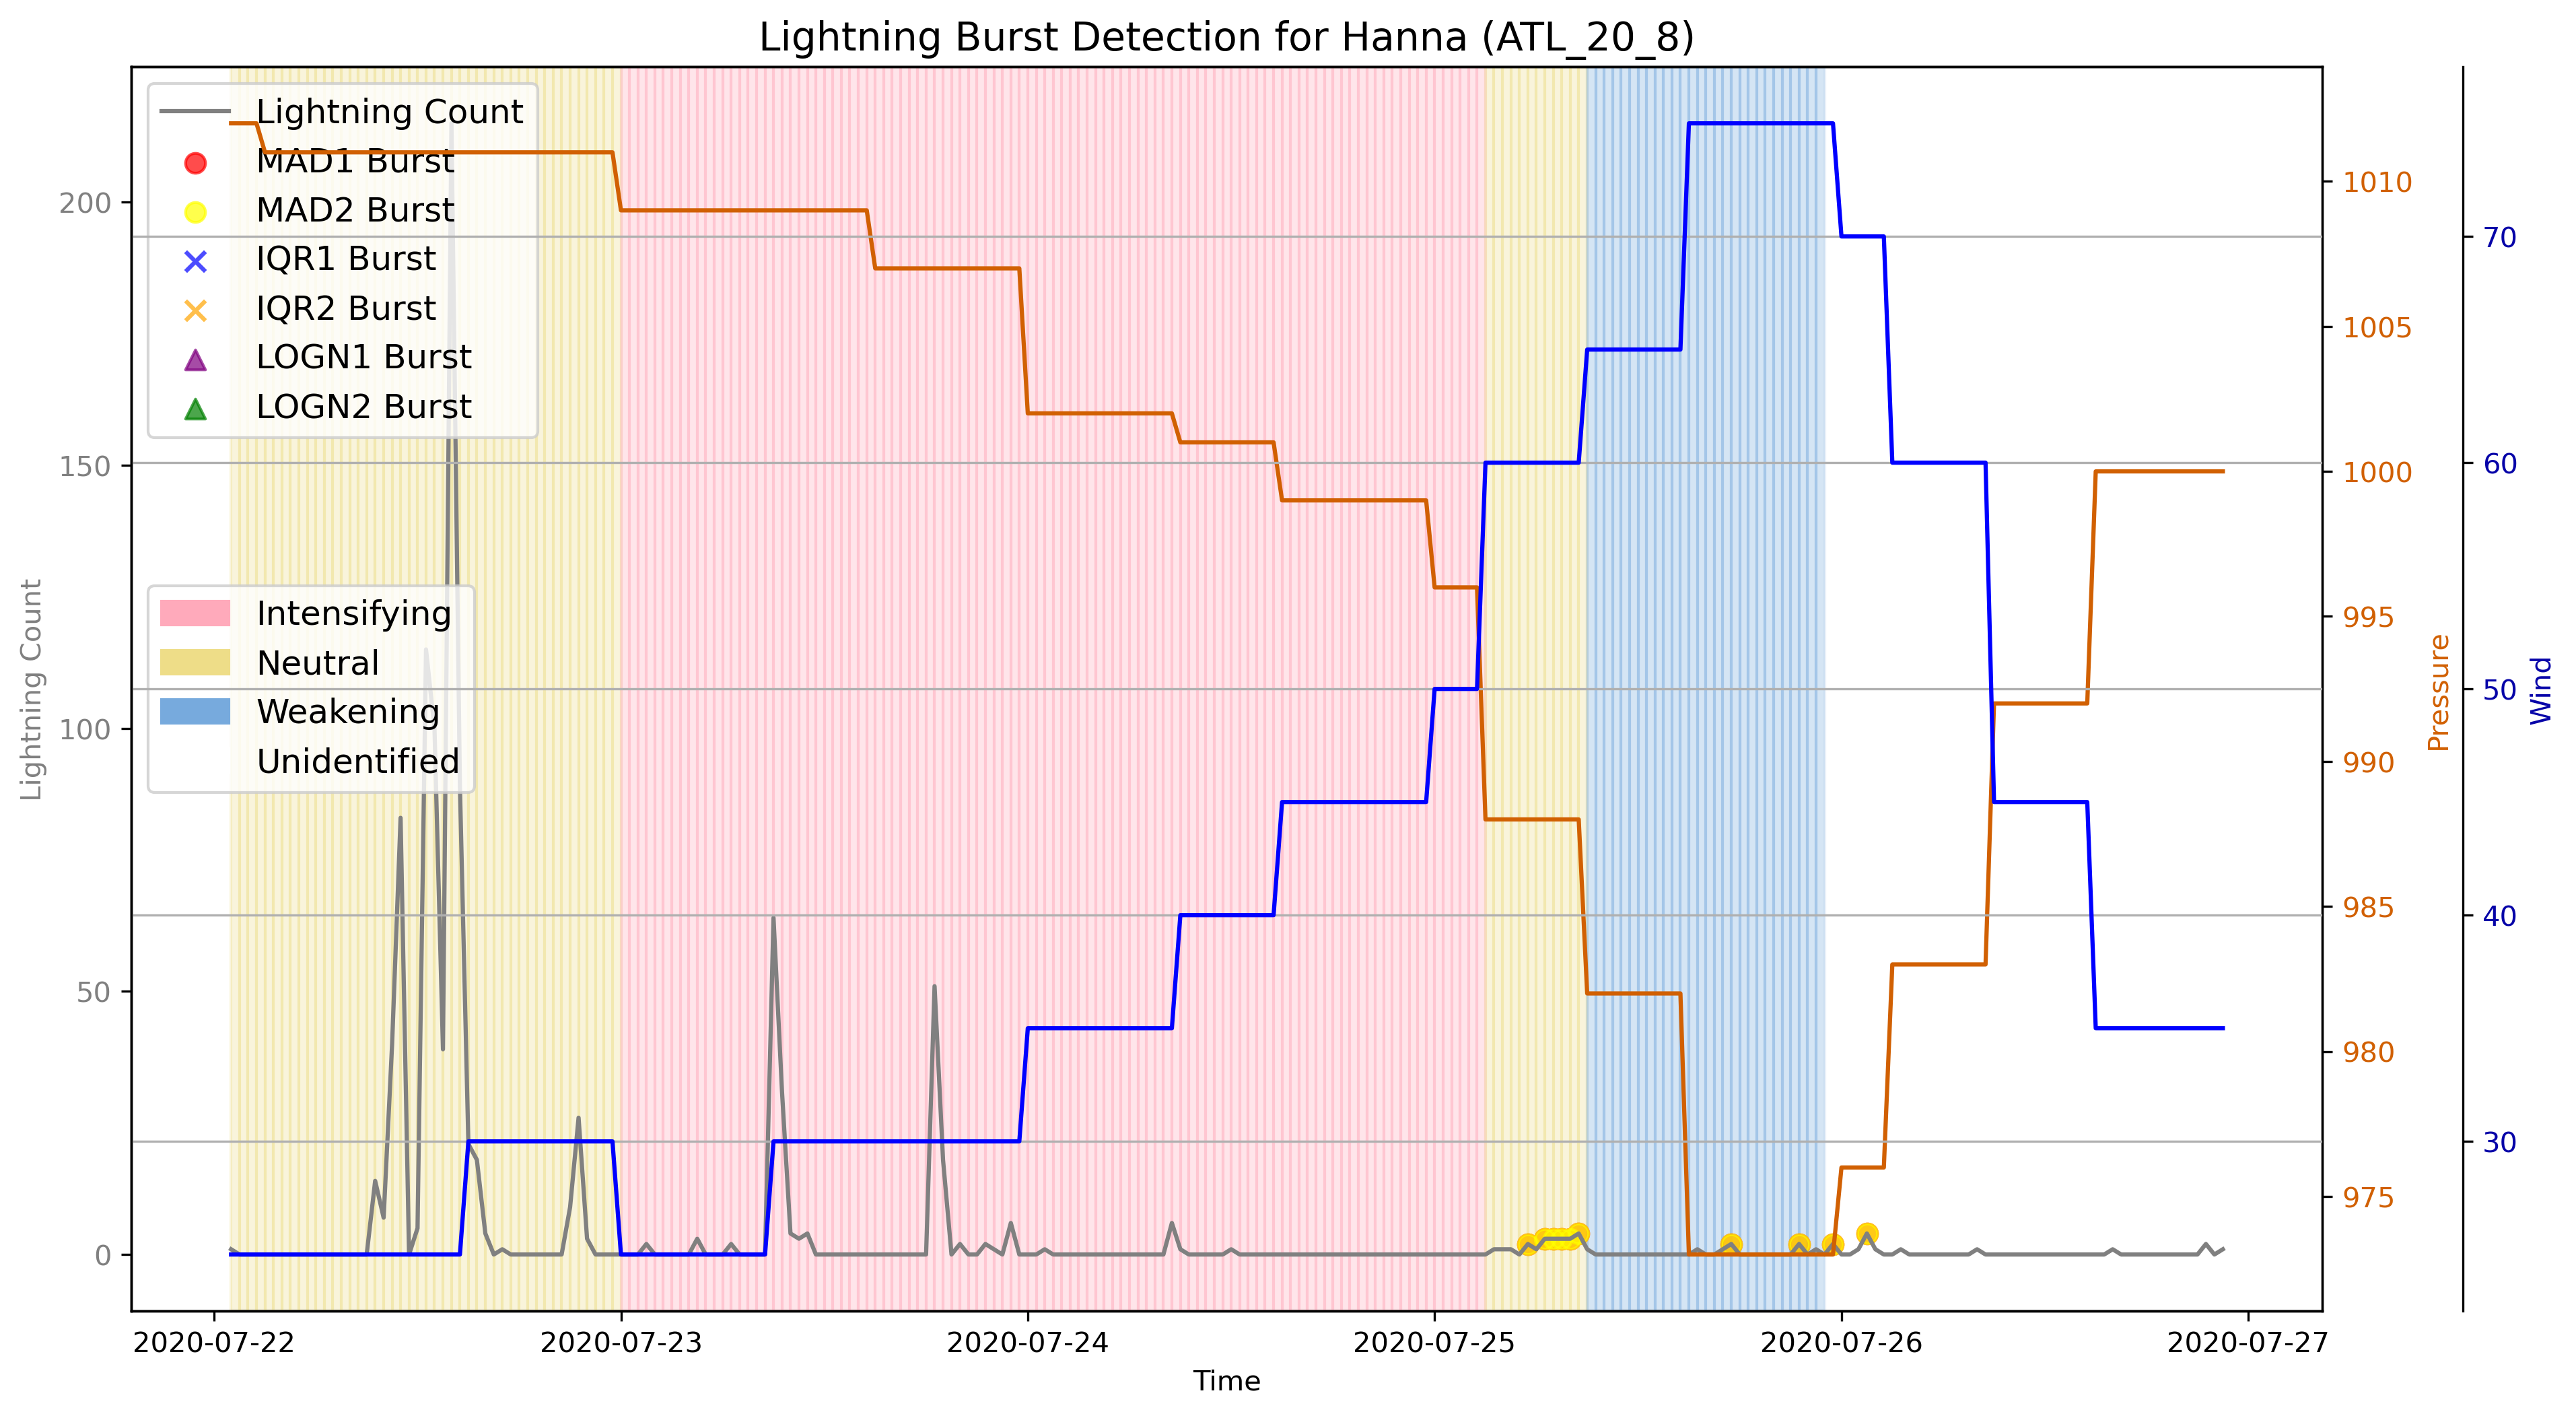 Lightning Burst Detection for Hanna (ATL_20_8)
Lightning Count
MAD1 Burst
MAD2 Burst
IQR1 Burst
IQR2 Burst
LOGN1 Burst
LOGN2 Burst
Intensifying
Neutral
Weakening
Unidentified
Lightning Count
200
150
100
50
0
1010
1005
1000
995
990
985
980
975
Pressure
70
60
50
40
30
Wind
2020-07-22 2020-07-23 2020-07-24 2020-07-25 2020-07-26 2020-07-27
Time